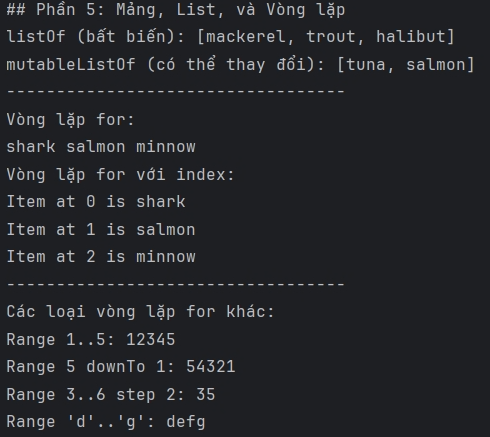 ## Phần 5: Mảng, List, và Vòng lặp
listOf (bất biến): [mackerel, trout, halibut]
mutableListOf (có thể thay đổi): [tuna, salmon]
----------------------------------
Vòng lặp for:
shark salmon minnow
Vòng lặp for với index:
Item at 0 is shark
Item at 1 is salmon
Item at 2 is minnow
----------------------------------
Các loại vòng lặp for khác:
Range 1..5: 12345
Range 5 downTo 1: 54321
Range 3..6 step 2: 35
Range 'd'..'g': defg